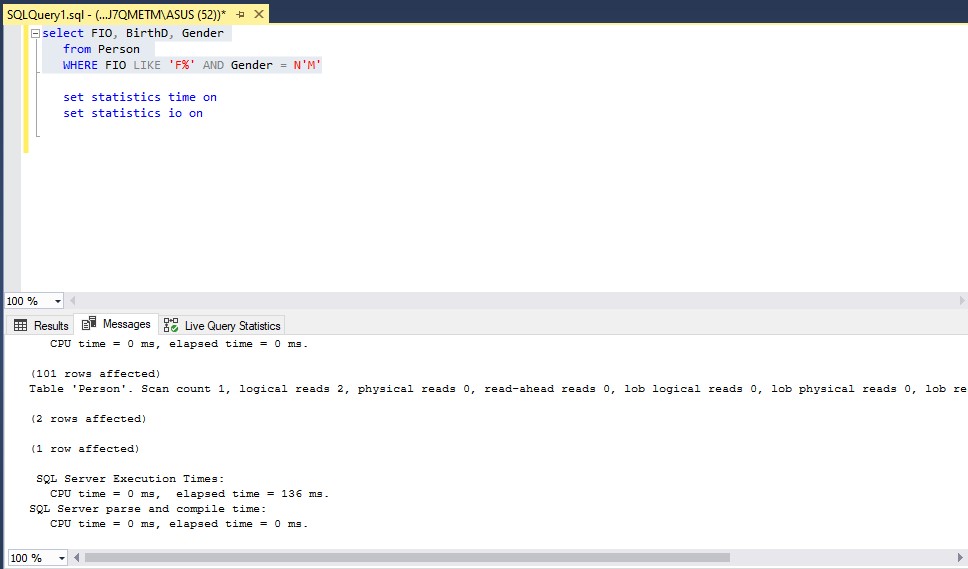 SQLQuery1.sql - (...J7QMETM\ASUS (52))*
select FIO, BirthD, Gender
from Person
WHERE FIO LIKE 'F%' AND Gender = N'M'
set statistics time on
set statistics io on
100 %
Results Messages Live Query Statistics
CPU time = 0 ms, elapsed time = 0 ms.
(101 rows affected)
Table 'Person'. Scan count 1, logical reads 2, physical reads 0, read-ahead reads 0, lob logical reads 0, lob physical reads 0, lob re
(2 rows affected)
(1 row affected)
SQL Server Execution Times:
CPU time = 0 ms,  elapsed time = 136 ms.
SQL Server parse and compile time:
CPU time = 0 ms, elapsed time = 0 ms.
100 %